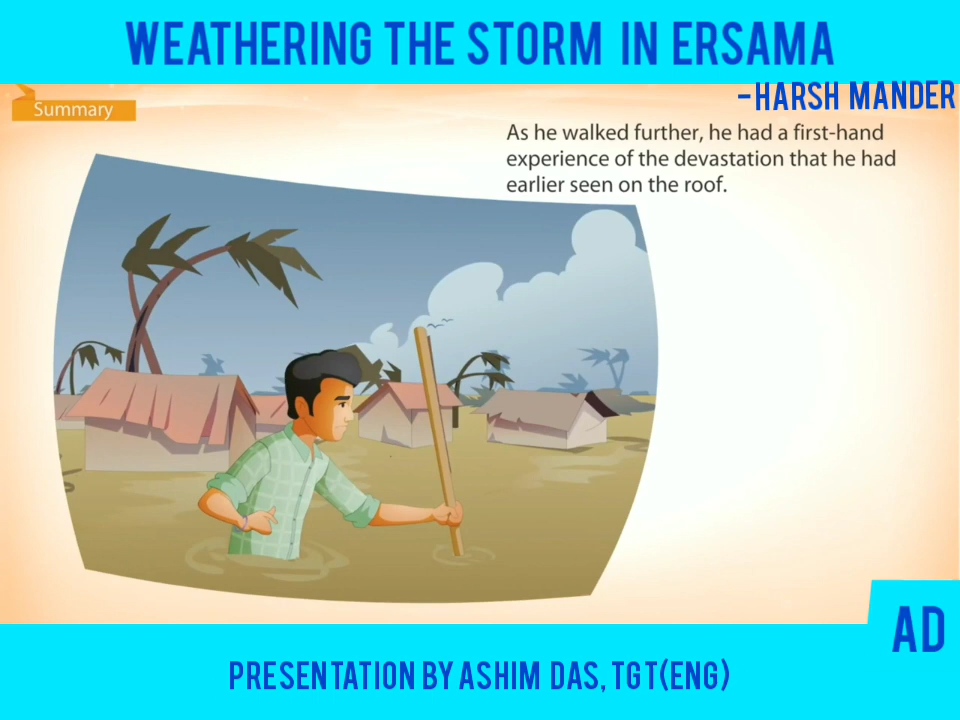 WEATHERING THE STORM IN ERSAMA
- HARSH MANDER
Summary
As he walked further, he had a first-hand
experience of the devastation that he had
earlier seen on the roof.
AD
PRESENTATION BY ASHIM DAS, TGT(ENG)